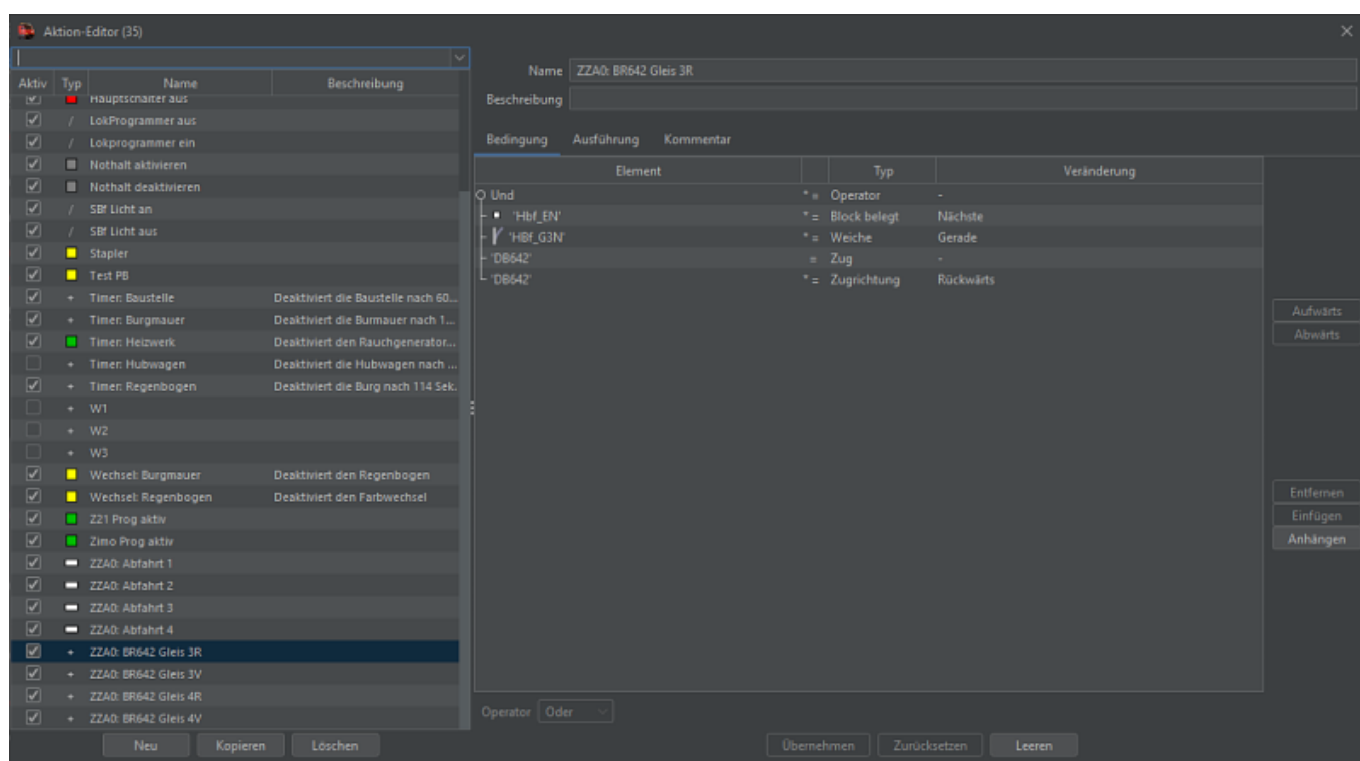 Aktion-Editor (35)
Name ZZA0: BR642 Gleis 3R
Aktiv Typ Name Beschreibung
Beschreibung
Hauptschalter aus
LokProgrammer aus
Lokprogrammer ein
Nothalt aktivieren
Nothalt deaktivieren
SBf Licht an
SBf Licht aus
Stapler
Test PB
Timer: Baustelle Deaktiviert die Baustelle nach 60...
Timer: Burgmauer Deaktiviert die Burmauer nach 1...
Timer: Heizwerk Deaktiviert den Rauchgenerator...
Timer: Hubwagen Deaktiviert die Hubwagen nach ...
Timer: Regenbogen Deaktiviert die Burg nach 114 Sek.
W1
W2
W3
Wechsel: Burgmauer Deaktiviert den Regenbogen
Wechsel: Regenbogen Deaktiviert den Farbwechsel
Z21 Prog aktiv
Zimo Prog aktiv
ZZA0: Abfahrt 1
ZZA0: Abfahrt 2
ZZA0: Abfahrt 3
ZZA0: Abfahrt 4
ZZA0: BR642 Gleis 3R
ZZA0: BR642 Gleis 3V
ZZA0: BR642 Gleis 4R
ZZA0: BR642 Gleis 4V
Neu Kopieren Löschen
Bedingung Ausführung Kommentar
Element Typ Veränderung
Und * = Operator -
'Hbf_EN' * = Block belegt Nächste
'HBf_G3N' * = Weiche Gerade
'DB642' = Zug -
'DB642' * = Zugrichtung Rückwärts
Aufwärts
Abwärts
Entfernen
Einfügen
Anhängen
Operator Oder
Übernehmen Zurücksetzen Leeren